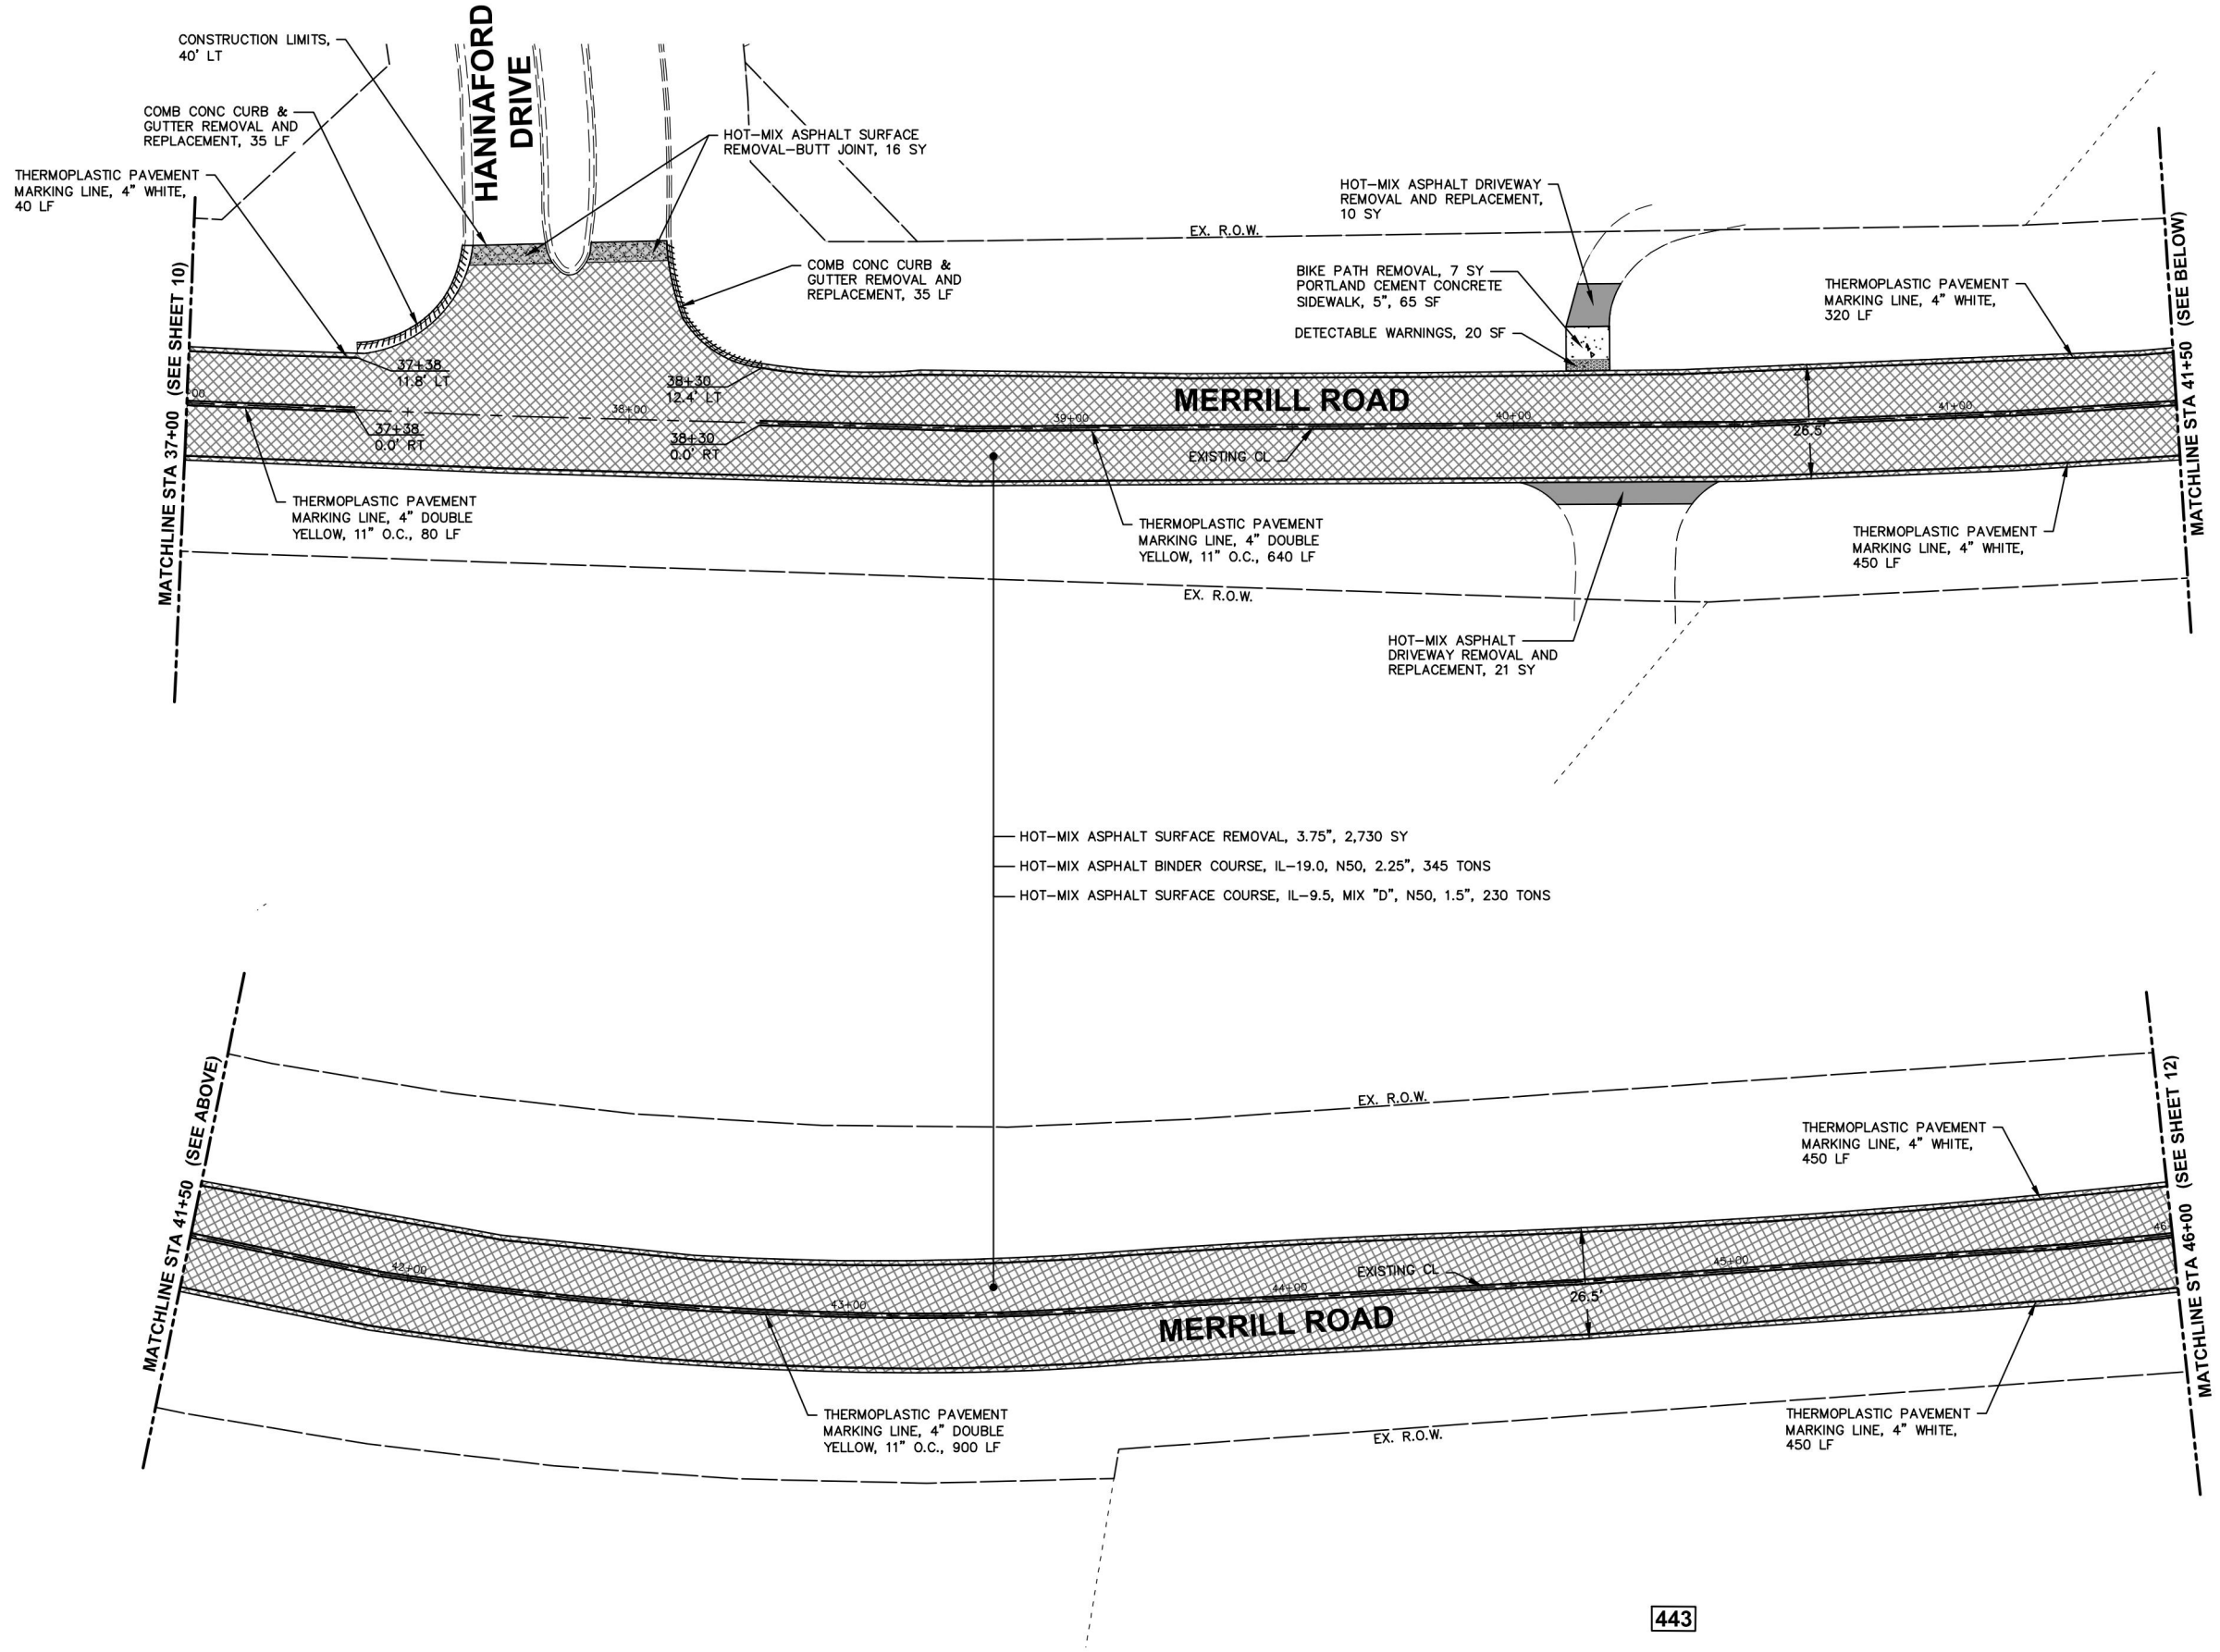 CONSTRUCTION LIMITS,
40' LT
COMB CONC CURB &
GUTTER REMOVAL AND
REPLACEMENT, 35 LF
THERMOPLASTIC PAVEMENT
MARKING LINE, 4" WHITE,
40 LF
HANNAFORD
DRIVE
HOT-MIX ASPHALT SURFACE
REMOVAL-BUTT JOINT, 16 SY
COMB CONC CURB &
GUTTER REMOVAL AND
REPLACEMENT, 35 LF
EX. R.O.W.
HOT-MIX ASPHALT DRIVEWAY
REMOVAL AND REPLACEMENT,
10 SY
BIKE PATH REMOVAL, 7 SY
PORTLAND CEMENT CONCRETE
SIDEWALK, 5", 65 SF
DETECTABLE WARNINGS, 20 SF
THERMOPLASTIC PAVEMENT
MARKING LINE, 4" WHITE,
320 LF
MATCHLINE STA 37+00 (SEE SHEET 10)
MATCHLINE STA 41+50 (SEE BELOW)
37+38
11.8' LT
38+30
12.4' LT
MERRILL ROAD
00
38+00
39+00
40+00
41+00
37+38
0.0' RT
38+30
0.0' RT
EXISTING CL
26.5'
THERMOPLASTIC PAVEMENT
MARKING LINE, 4" DOUBLE
YELLOW, 11" O.C., 80 LF
THERMOPLASTIC PAVEMENT
MARKING LINE, 4" DOUBLE
YELLOW, 11" O.C., 640 LF
THERMOPLASTIC PAVEMENT
MARKING LINE, 4" WHITE,
450 LF
EX. R.O.W.
HOT-MIX ASPHALT
DRIVEWAY REMOVAL AND
REPLACEMENT, 21 SY
HOT-MIX ASPHALT SURFACE REMOVAL, 3.75", 2,730 SY
HOT-MIX ASPHALT BINDER COURSE, IL-19.0, N50, 2.25", 345 TONS
HOT-MIX ASPHALT SURFACE COURSE, IL-9.5, MIX "D", N50, 1.5", 230 TONS
MATCHLINE STA 41+50 (SEE ABOVE)
MATCHLINE STA 46+00 (SEE SHEET 12)
EX. R.O.W.
THERMOPLASTIC PAVEMENT
MARKING LINE, 4" WHITE,
450 LF
42+00
43+00
44+00
45+00
46
EXISTING CL
26.5'
MERRILL ROAD
THERMOPLASTIC PAVEMENT
MARKING LINE, 4" DOUBLE
YELLOW, 11" O.C., 900 LF
EX. R.O.W.
THERMOPLASTIC PAVEMENT
MARKING LINE, 4" WHITE,
450 LF
443